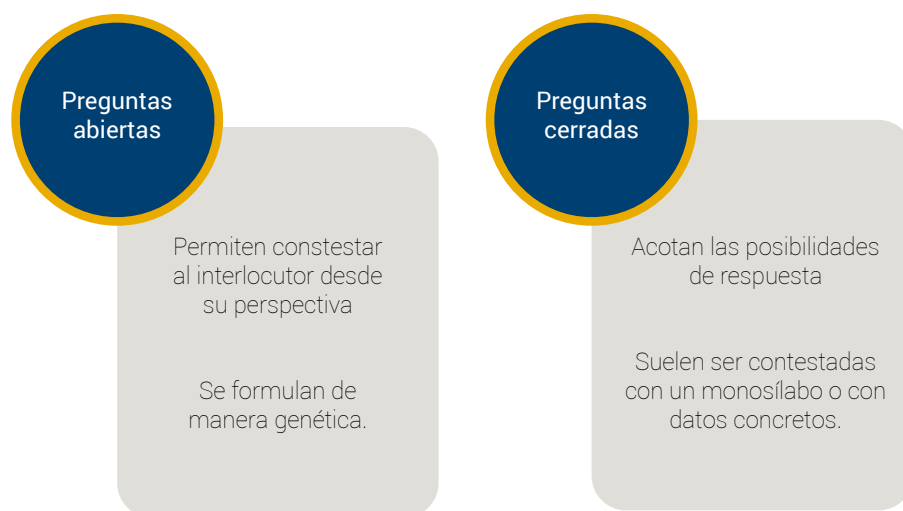 Preguntas
abiertas
Permiten constestar
al interlocutor desde
su perspectiva
Se formulan de
manera genética.
Preguntas
cerradas
Acotan las posibilidades
de respuesta
Suelen ser contestadas
con un monosílabo o con
datos concretos.